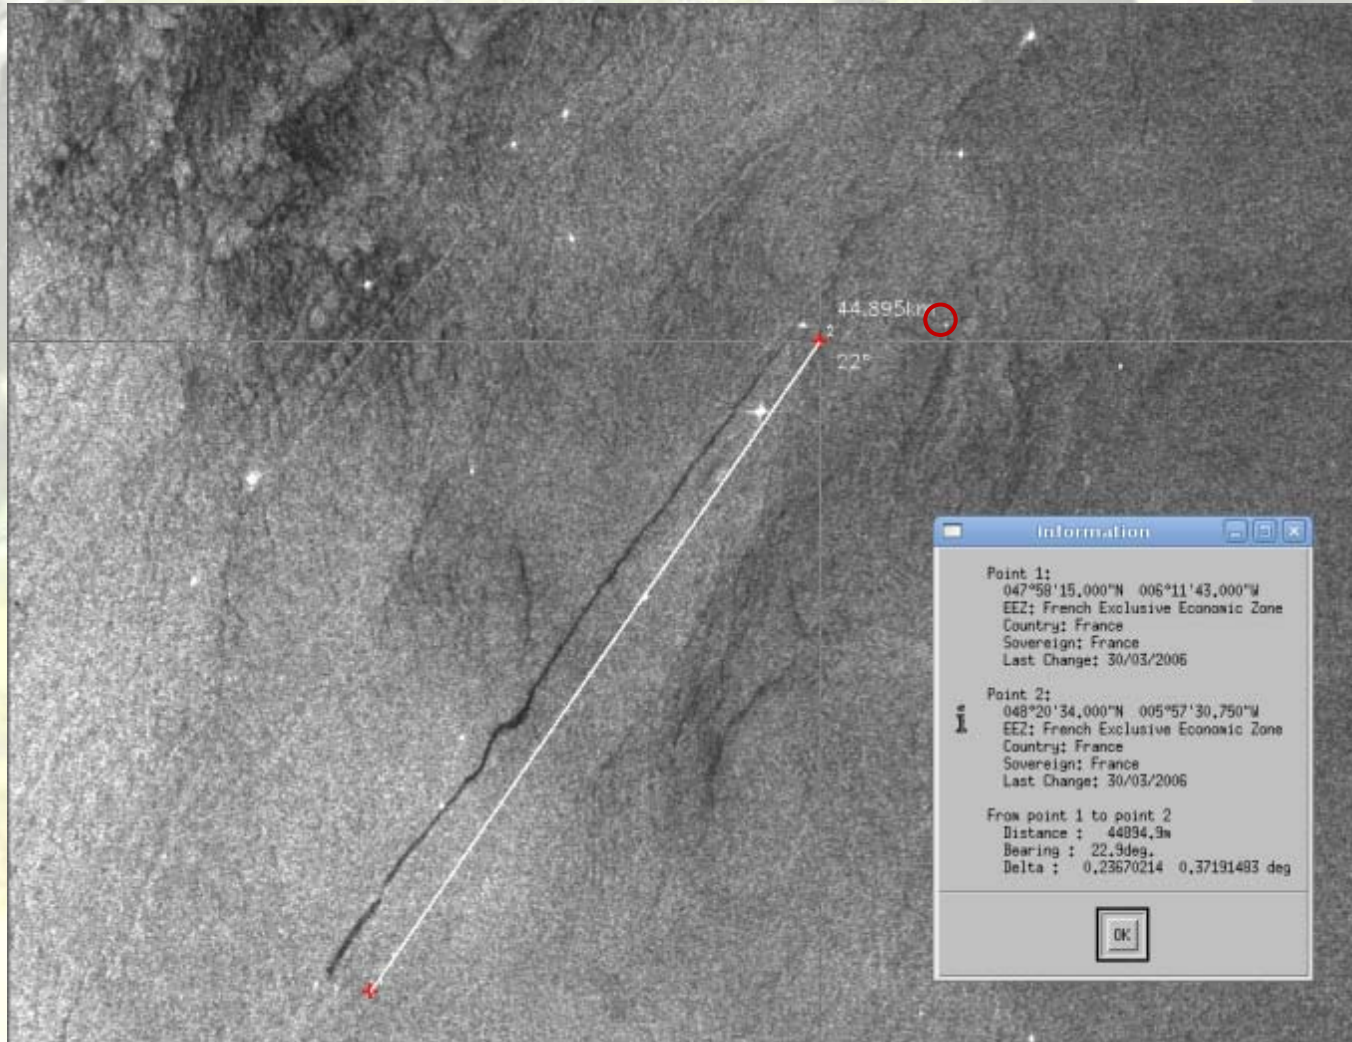 44.895km
2
22°
Information
Point 1:
047°58'15.000"N 006°11'43.000"W
EEZ: French Exclusive Economic Zone
Country: France
Sovereign: France
Last Change: 30/03/2006
Point 2:
048°20'34.000"N 005°57'30.750"W
EEZ: French Exclusive Economic Zone
Country: France
Sovereign: France
Last Change: 30/03/2006
From point 1 to point 2
Distance : 44894.9m
Bearing : 22.9deg.
Delta : 0.23670214 0.37191483 deg
OK